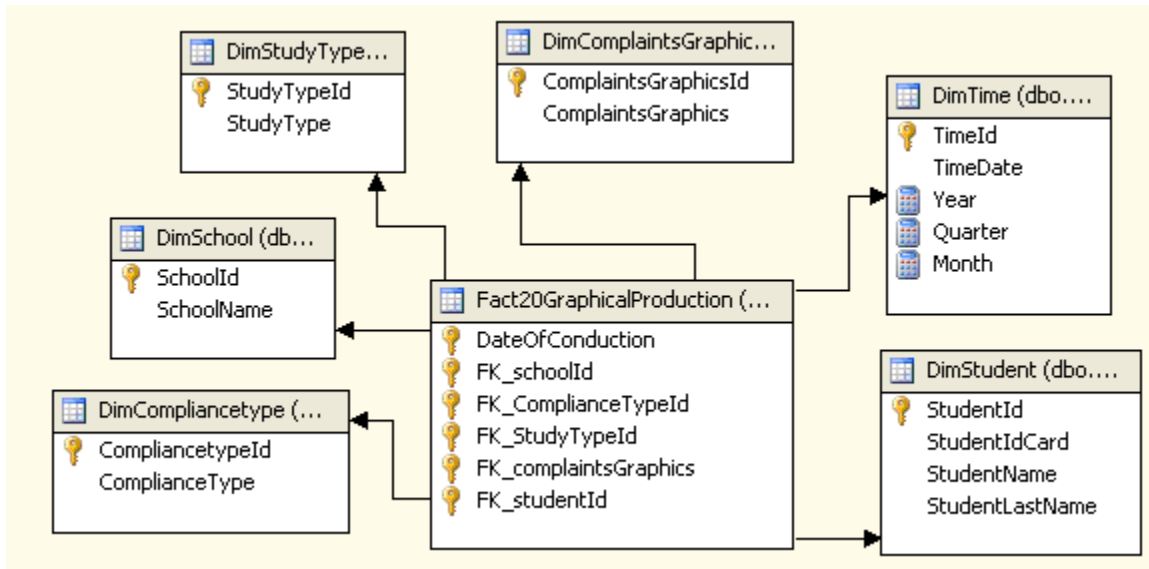 DimStudyType...
StudyTypeId
StudyType
DimComplaintsGraphic...
ComplaintsGraphicsId
ComplaintsGraphics
DimTime (dbo....
TimeId
TimeDate
Year
Quarter
Month
DimSchool (db...
SchoolId
SchoolName
Fact20GraphicalProduction (...
DateOfConduction
FK_schoolId
FK_ComplianceTypeId
FK_StudyTypeId
FK_complaintsGraphics
FK_studentId
DimCompliancetype (...
CompliancetypeId
ComplianceType
DimStudent (dbo....
StudentId
StudentIdCard
StudentName
StudentLastName